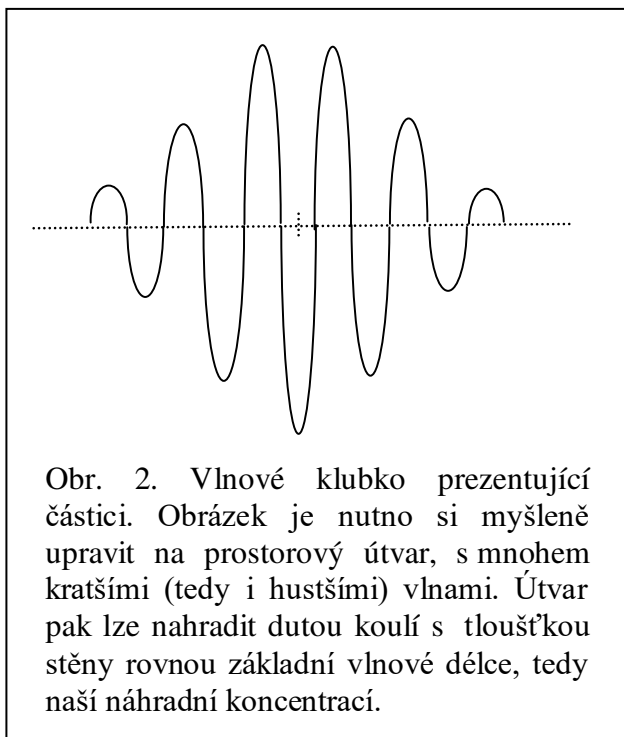 Obr. 2. Vlnové klubko prezentující
částici. Obrázek je nutno si myšleně
upravit na prostorový útvar, s mnohem
kratšími (tedy i hustšími) vlnami. Útvar
pak lze nahradit dutou koulí s tloušťkou
stěny rovnou základní vlnové délce, tedy
naší náhradní koncentrací.